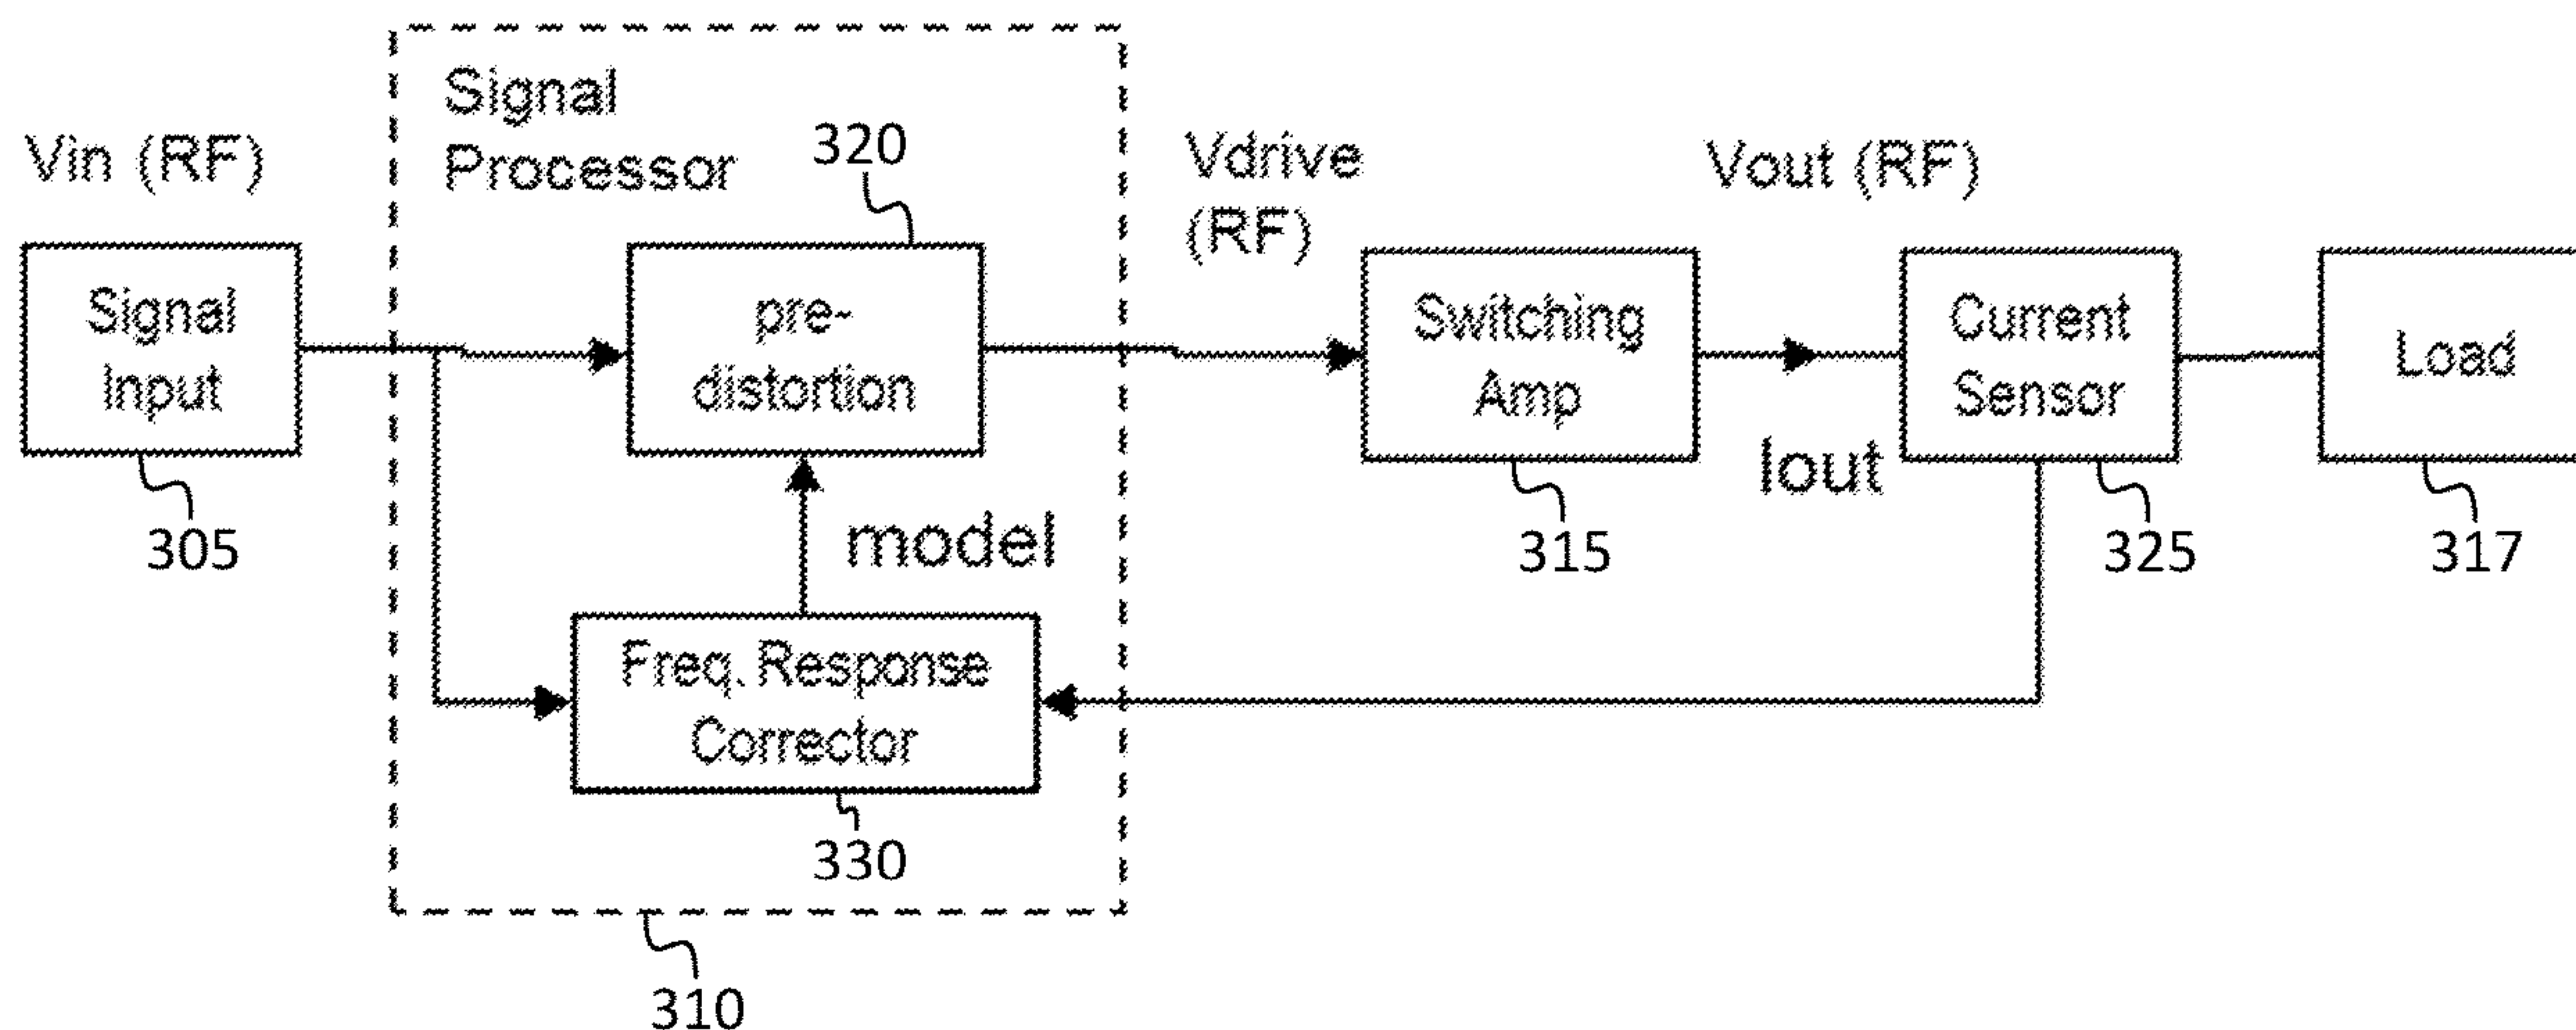 Signal
Processor
320
Vin (RF)
Vdrive
(RF)
Vout (RF)
Signal
Input
pre-
distortion
Switching
Amp
Current
Sensor
Load
Iout
305
model
315
325
317
Freq. Response
Corrector
330
310